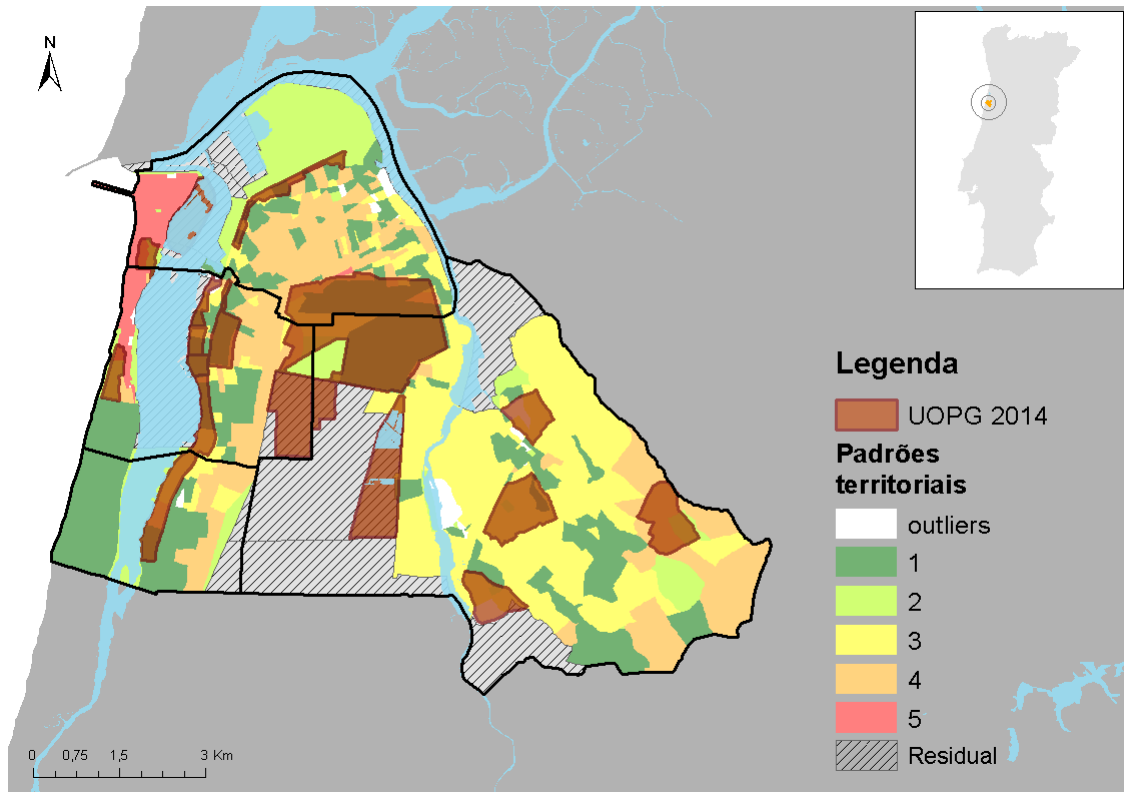 N
Legenda
UOPG 2014
Padrões
territoriais
outliers
1
2
3
4
5
Residual
0 0,75 1,5 3 Km